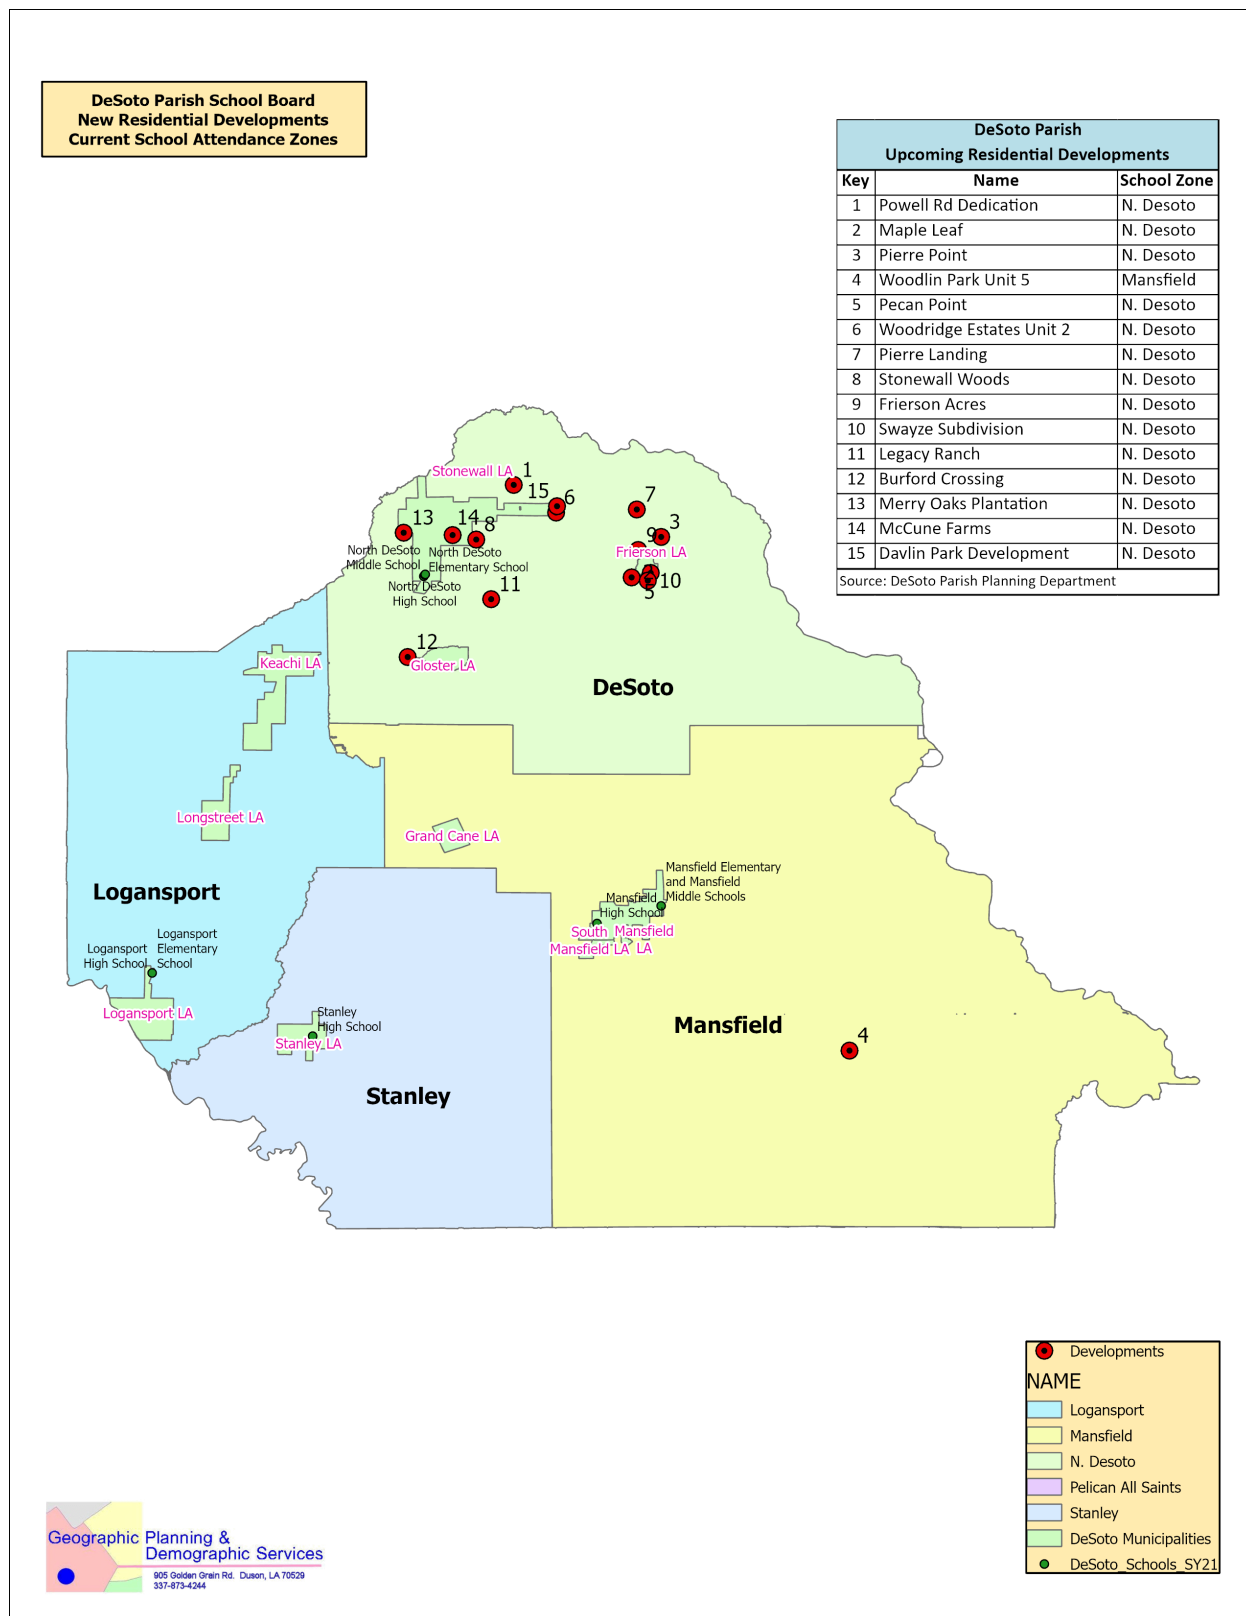 DeSoto Parish School Board
New Residential Developments
Current School Attendance Zones
DeSoto Parish
Upcoming Residential Developments
Key Name School Zone
1 Powell Rd Dedication N. Desoto
2 Maple Leaf N. Desoto
3 Pierre Point N. Desoto
4 Woodlin Park Unit 5 Mansfield
5 Pecan Point N. Desoto
6 Woodridge Estates Unit 2 N. Desoto
7 Pierre Landing N. Desoto
8 Stonewall Woods N. Desoto
9 Frierson Acres N. Desoto
10 Swayze Subdivision N. Desoto
11 Legacy Ranch N. Desoto
12 Burford Crossing N. Desoto
13 Merry Oaks Plantation N. Desoto
14 McCune Farms N. Desoto
15 Davlin Park Development N. Desoto
Source: DeSoto Parish Planning Department
Stonewall LA
1
15
6
7
13
14
8
3
9
Frierson LA
North DeSoto
Middle School
North DeSoto
Elementary School
North DeSoto
High School
10
5
11
12
Gloster LA
Keachi LA
DeSoto
Longstreet LA
Grand Cane LA
Logansport
Mansfield Elementary
and Mansfield
Middle Schools
Mansfield
High School
South
Mansfield LA
Mansfield
LA
Logansport
High School
Logansport
Elementary
School
Logansport LA
Stanley
High School
Stanley LA
Mansfield
4
Stanley
Developments
NAME
Logansport
Mansfield
N. Desoto
Pelican All Saints
Stanley
DeSoto Municipalities
DeSoto_Schools_SY21
Geographic Planning &
Demographic Services
905 Golden Grain Rd. Duson, LA 70529
337-873-4244